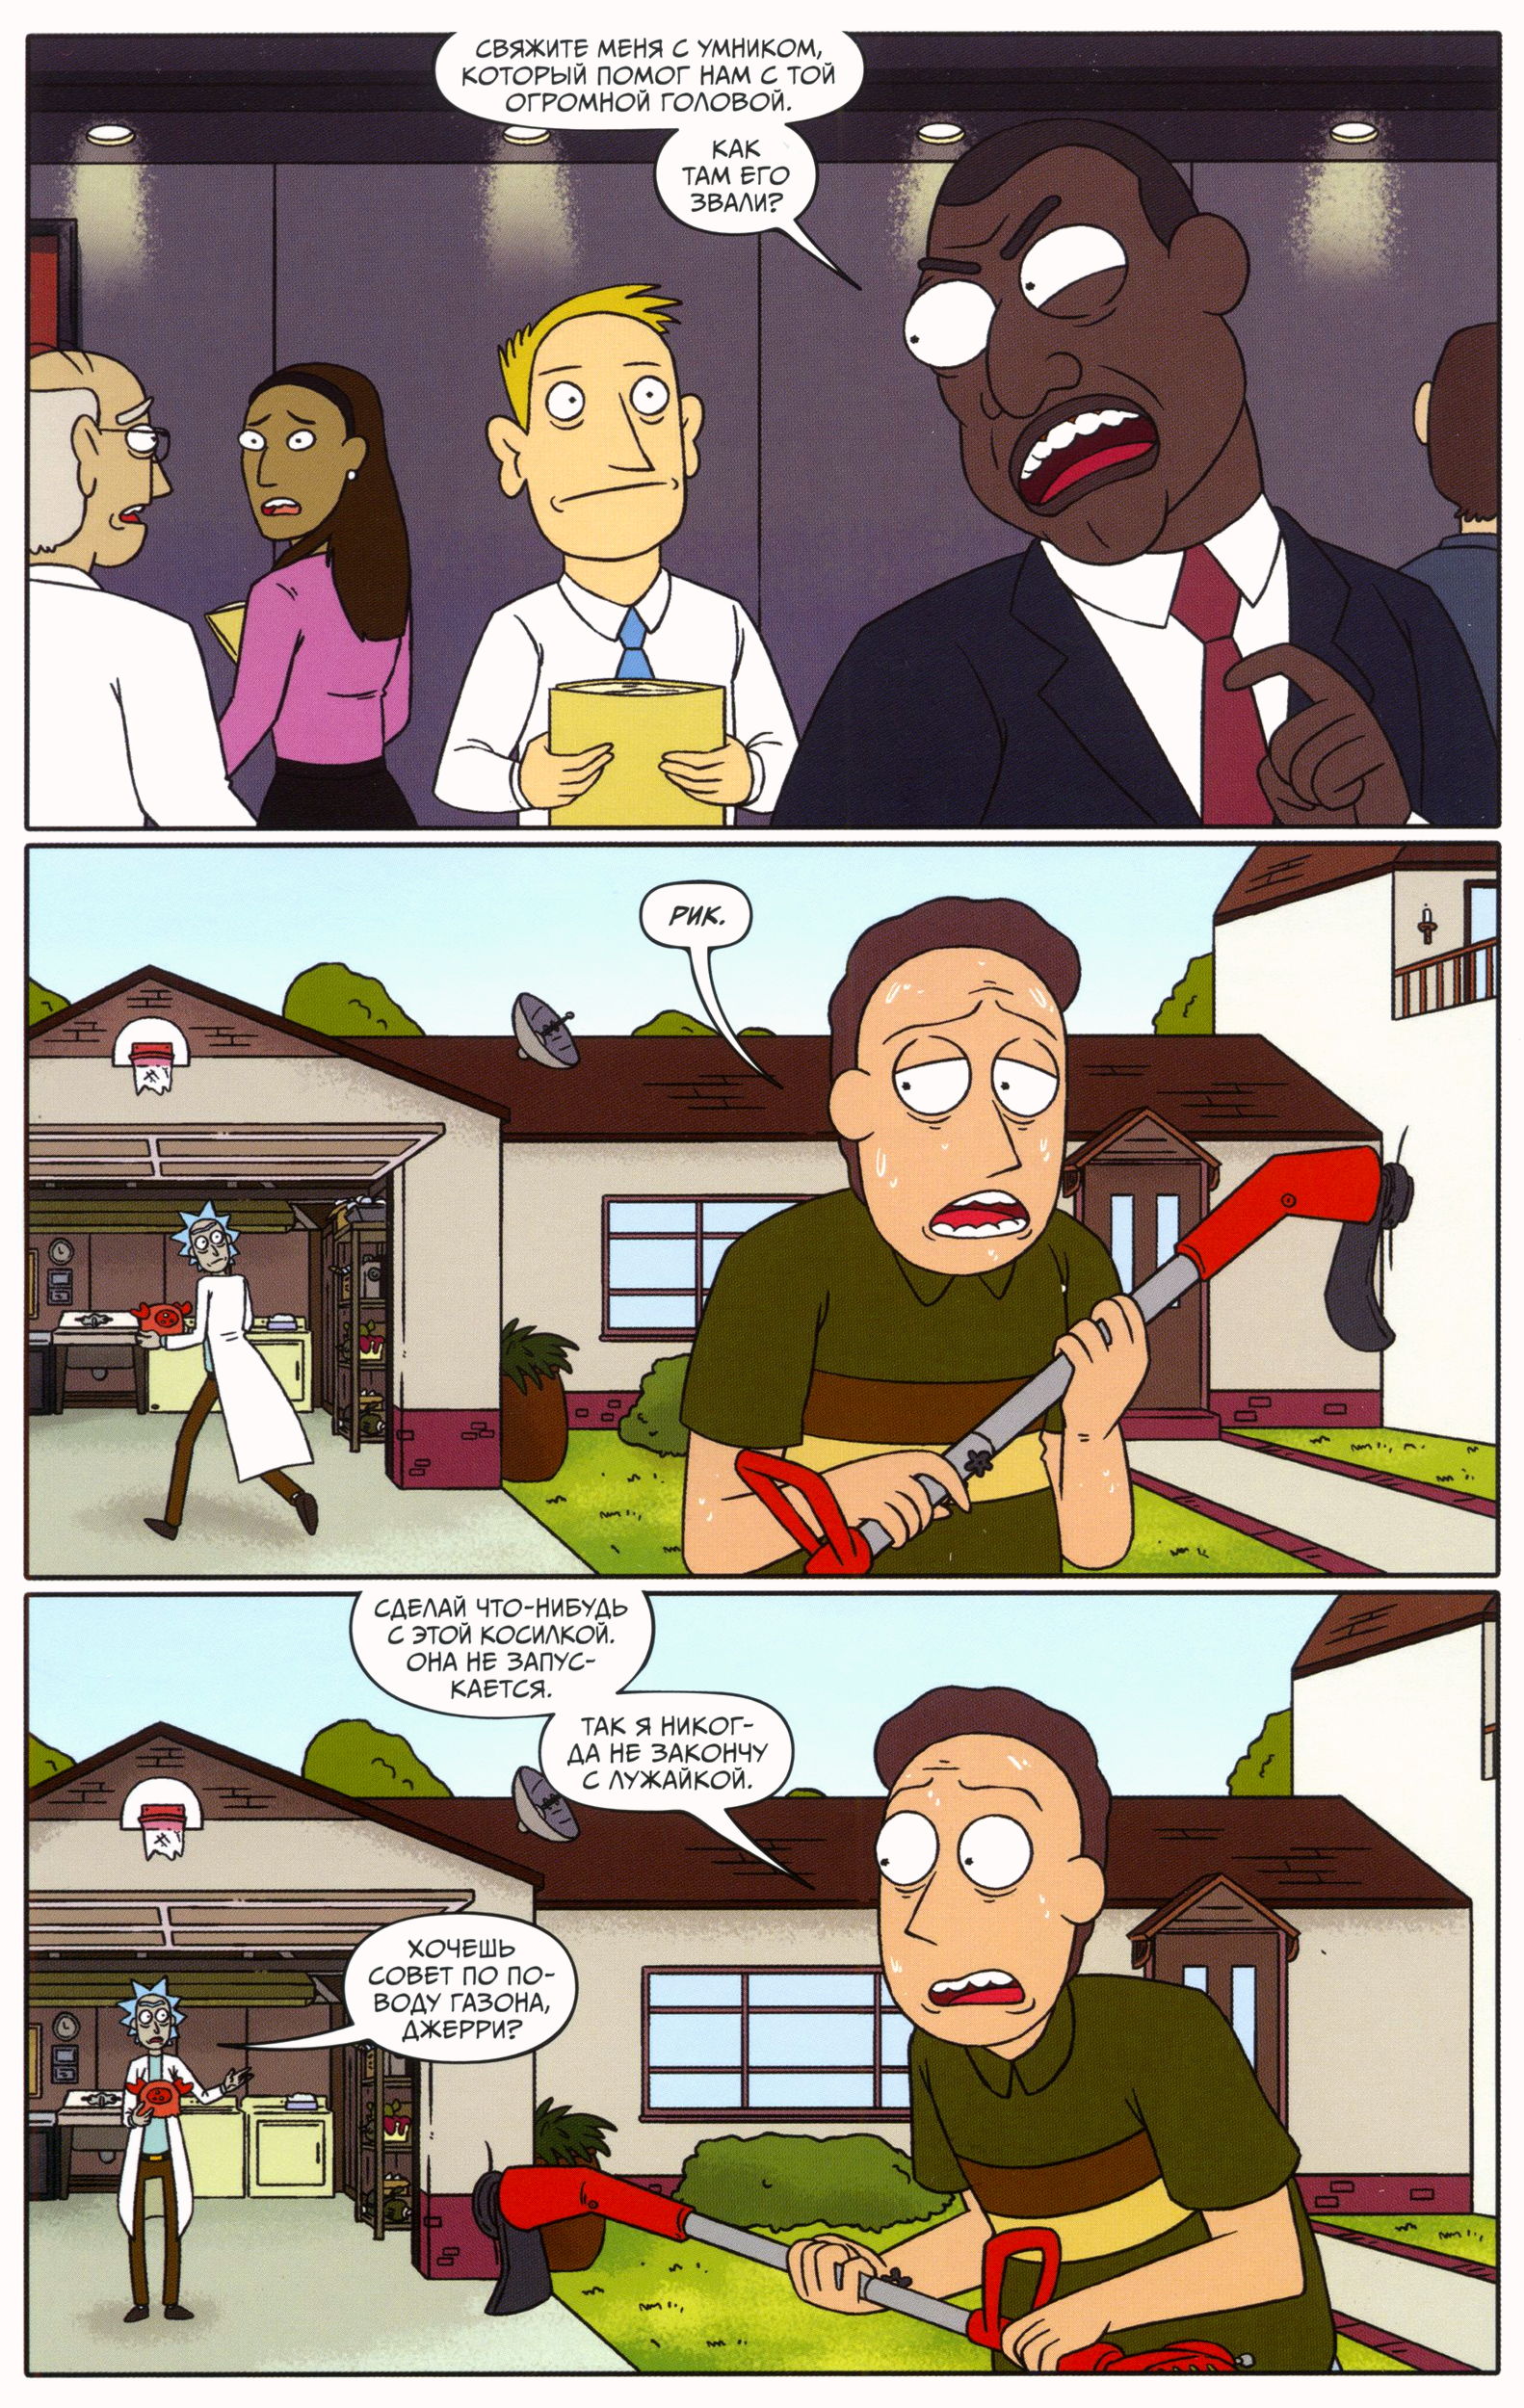 СВЯЖИТЕ МЕНЯ С УМНИКОМ,
КОТОРЫЙ ПОМОГ НАМ С ТОЙ
ОГРОМНОЙ ГОЛОВОЙ.
КАК
ТАМ ЕГО
ЗВАЛИ?
РИК.
СДЕЛАЙ ЧТО-НИБУДЬ
С ЭТОЙ КОСИЛКОЙ.
ОНА НЕ ЗАПУС-
КАЕТСЯ.
ТАК Я НИКОГ-
ДА НЕ ЗАКОНЧУ
С ЛУЖАЙКОЙ.
ХОЧЕШЬ
СОВЕТ ПО ПО-
ВОДУ ГАЗОНА,
ДЖЕРРИ?